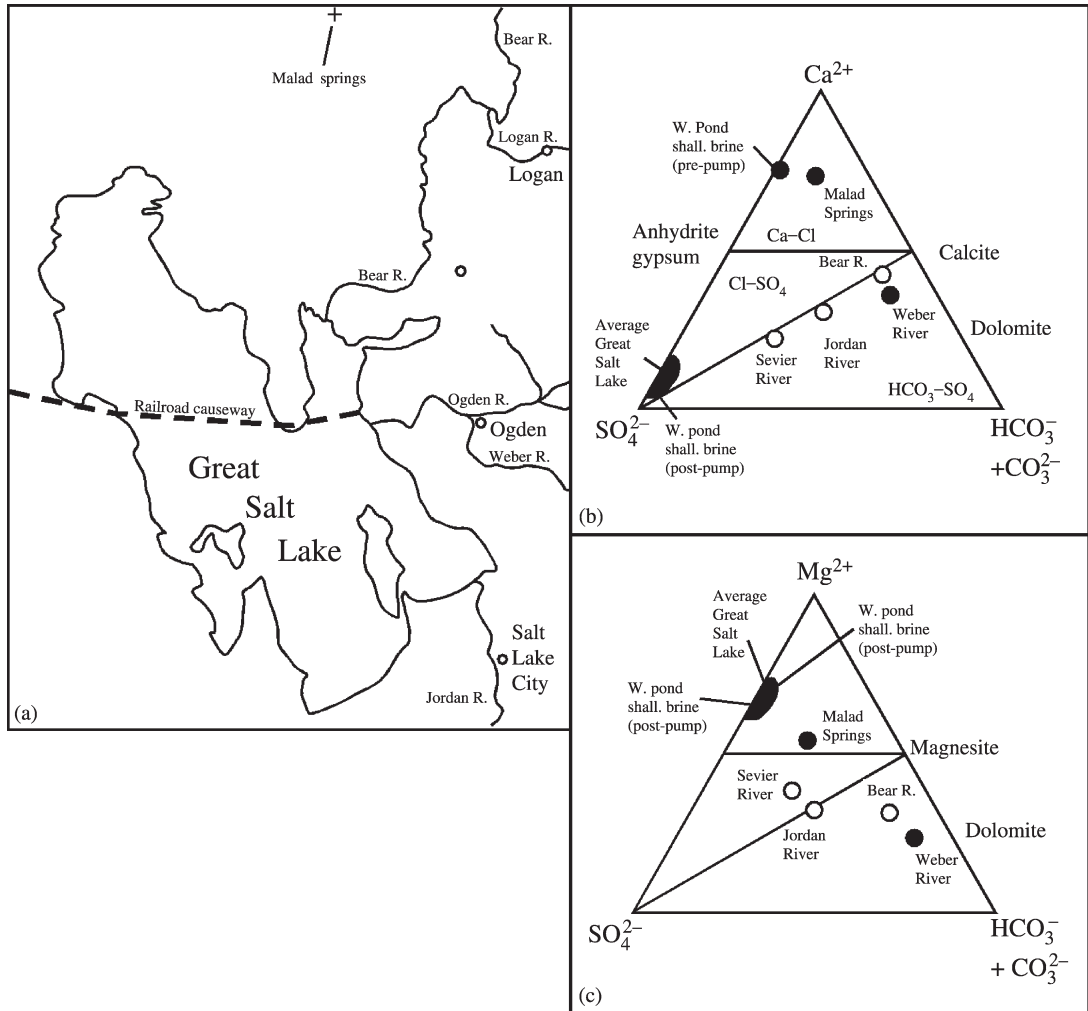 Bear R.
Malad springs
Logan R.
Logan
Bear R.
Railroad causeway
Ogden R.
Ogden
Weber R.
Great
Salt
Lake
Salt
Lake
City
Jordan R.
(a)
Ca²⁺
W. Pond
shall. brine
(pre-pump)
Malad
Springs
Anhydrite
gypsum
Ca–Cl
Calcite
Bear R.
Cl–SO₄
Weber
River
Dolomite
Average
Great
Salt
Lake
Jordan
River
Sevier
River
HCO₃–SO₄
SO₄²⁻
W. pond
shall. brine
(post-pump)
HCO₃⁻
+CO₃²⁻
(b)
Mg²⁺
Average
Great
Salt
Lake
W. pond
shall. brine
(post-pump)
W. pond
shall. brine
(post-pump)
Malad
Springs
Magnesite
Sevier
River
Bear R.
Jordan
River
Dolomite
Weber
River
SO₄²⁻
HCO₃⁻
+ CO₃²⁻
(c)